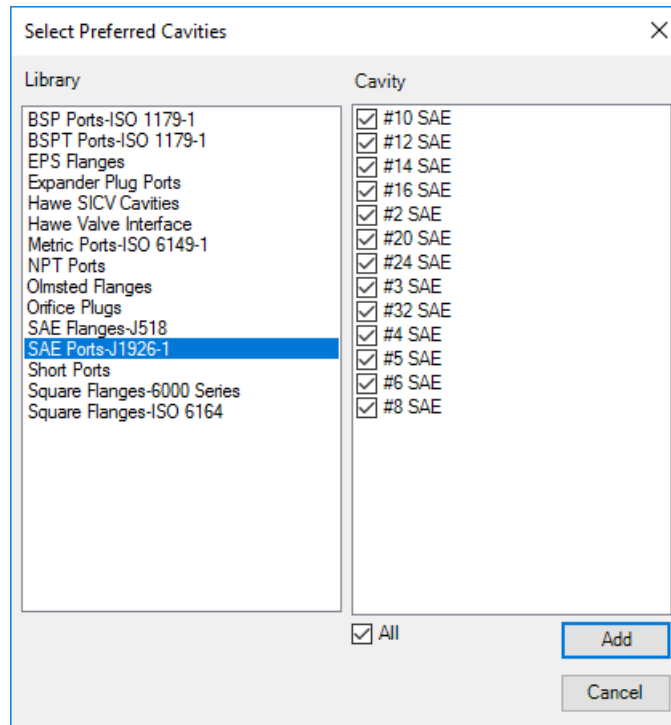 Select Preferred Cavities
Library
BSP Ports-ISO 1179-1
BSPT Ports-ISO 1179-1
EPS Flanges
Expander Plug Ports
Hawe SICV Cavities
Hawe Valve Interface
Metric Ports-ISO 6149-1
NPT Ports
Olmsted Flanges
Orifice Plugs
SAE Flanges-J518
SAE Ports-J1926-1
Short Ports
Square Flanges-6000 Series
Square Flanges-ISO 6164
Cavity
#10 SAE
#12 SAE
#14 SAE
#16 SAE
#2 SAE
#20 SAE
#24 SAE
#3 SAE
#32 SAE
#4 SAE
#5 SAE
#6 SAE
#8 SAE
All
Add
Cancel